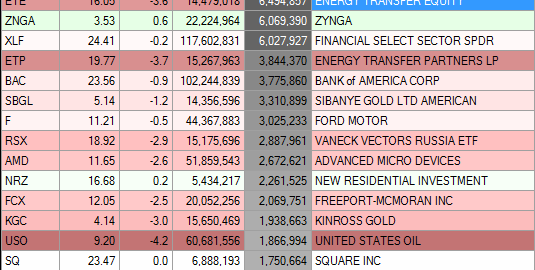 ETE 16.05 -3.6 14,479,018 6,494,857 ENERGY TRANSFER EQUITY
ZNGA 3.53 0.6 22,224,964 6,069,390 ZYNGA
XLF 24.41 -0.2 117,602,831 6,027,927 FINANCIAL SELECT SECTOR SPDR
ETP 19.77 -3.7 15,267,963 3,844,370 ENERGY TRANSFER PARTNERS LP
BAC 23.56 -0.9 102,244,839 3,775,860 BANK of AMERICA CORP
SBGL 5.14 -1.2 14,356,596 3,310,899 SIBANYE GOLD LTD AMERICAN
F 11.21 -0.5 44,367,883 3,025,233 FORD MOTOR
RSX 18.92 -2.9 15,175,696 2,887,961 VANECK VECTORS RUSSIA ETF
AMD 11.65 -2.6 51,859,543 2,672,621 ADVANCED MICRO DEVICES
NRZ 16.68 0.2 5,434,217 2,261,525 NEW RESIDENTIAL INVESTMENT
FCX 12.05 -2.5 20,052,256 2,069,751 FREEPORT-MCMORAN INC
KGC 4.14 -3.0 15,650,469 1,938,663 KINROSS GOLD
USO 9.20 -4.2 60,681,556 1,866,994 UNITED STATES OIL
SQ 23.47 0.0 6,888,193 1,750,664 SQUARE INC